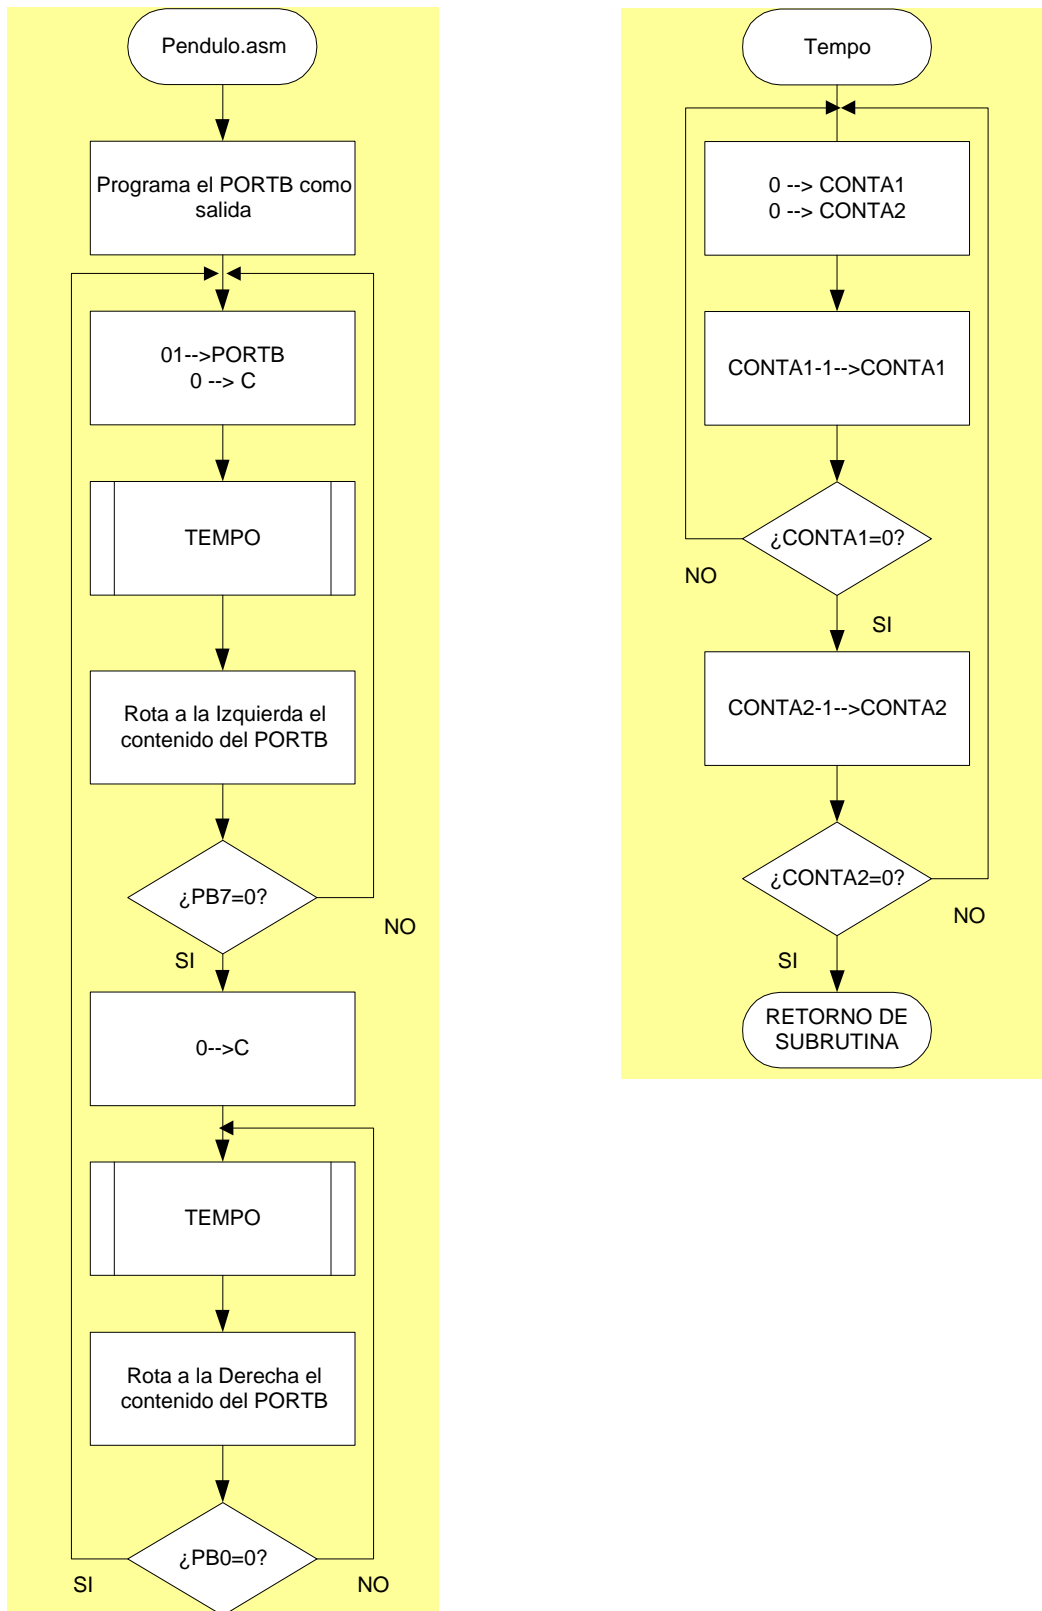 Pendulo.asm
Programa el PORTB como
salida
01-->PORTB
0 --> C
TEMPO
Rota a la Izquierda el
contenido del PORTB
¿PB7=0?
NO
SI
0-->C
TEMPO
Rota a la Derecha el
contenido del PORTB
¿PB0=0?
SI
NO
Tempo
0 --> CONTA1
0 --> CONTA2
CONTA1-1-->CONTA1
¿CONTA1=0?
NO
SI
CONTA2-1-->CONTA2
¿CONTA2=0?
NO
SI
RETORNO DE
SUBRUTINA